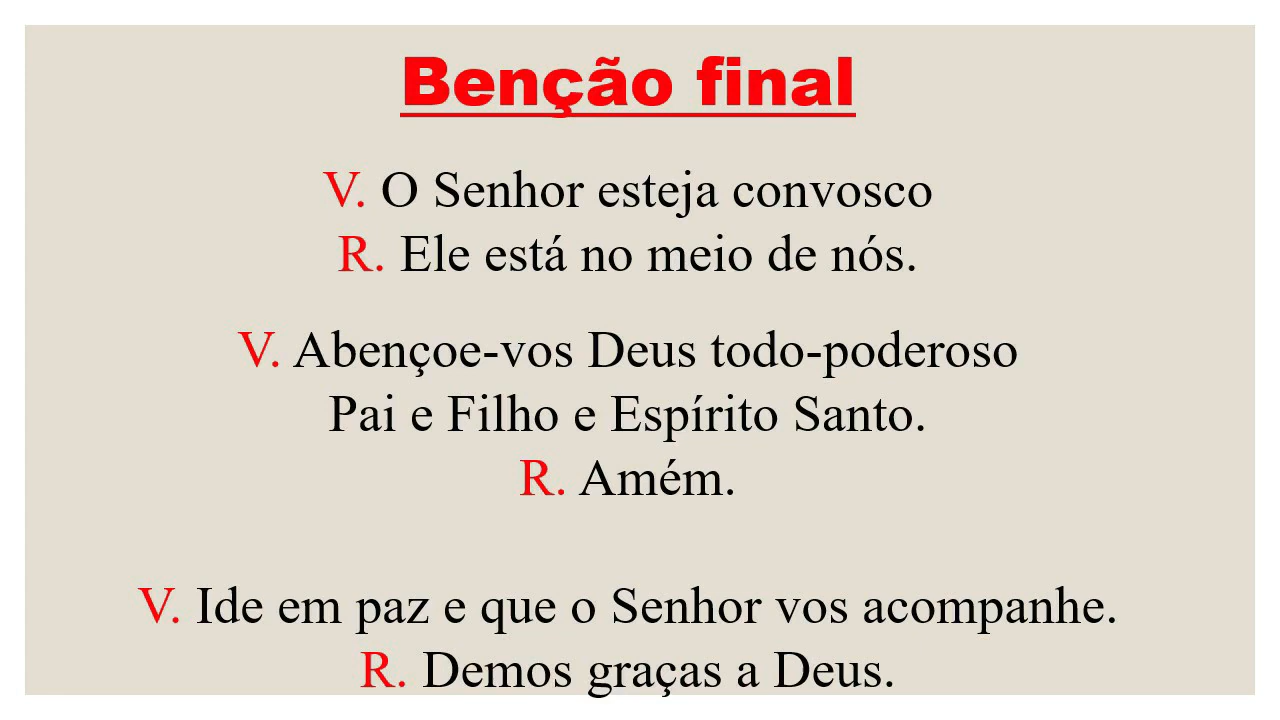 Benção final
V. O Senhor esteja convosco
R. Ele está no meio de nós.
V. Abençoe-vos Deus todo-poderoso
Pai e Filho e Espírito Santo.
R. Amém.
V. Ide em paz e que o Senhor vos acompanhe.
R. Demos graças a Deus.